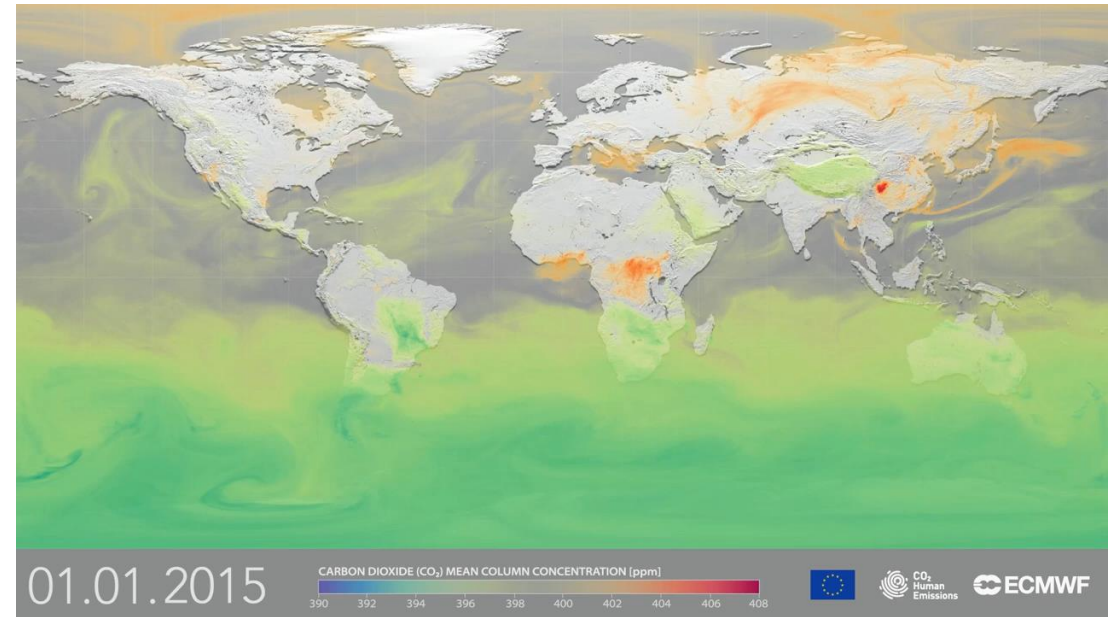 01.01.2015
CARBON DIOXIDE (CO₂) MEAN COLUMN CONCENTRATION [ppm]
390 392 394 396 398 400 402 404 406 408
CO₂
Human
Emissions
ECMWF